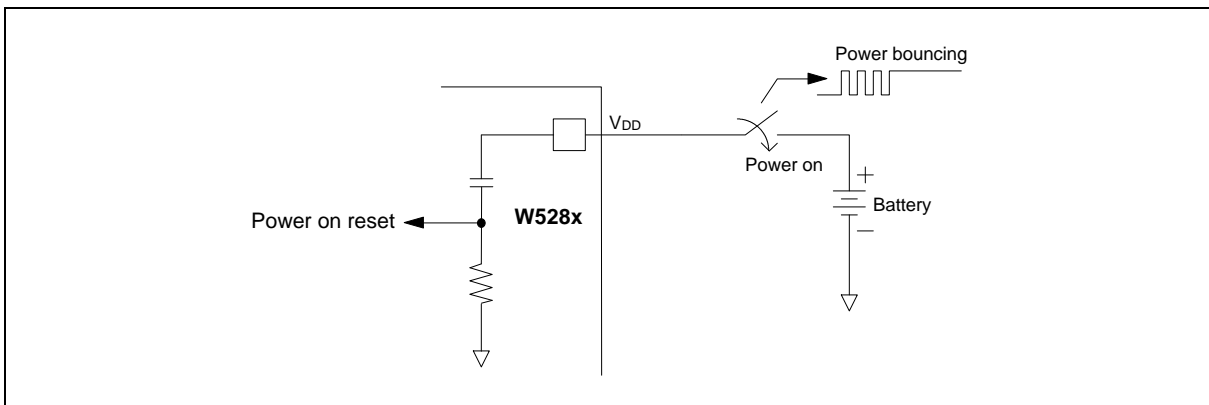 Power bouncing
VDD
Power on
+
Battery
−
Power on reset
W528x